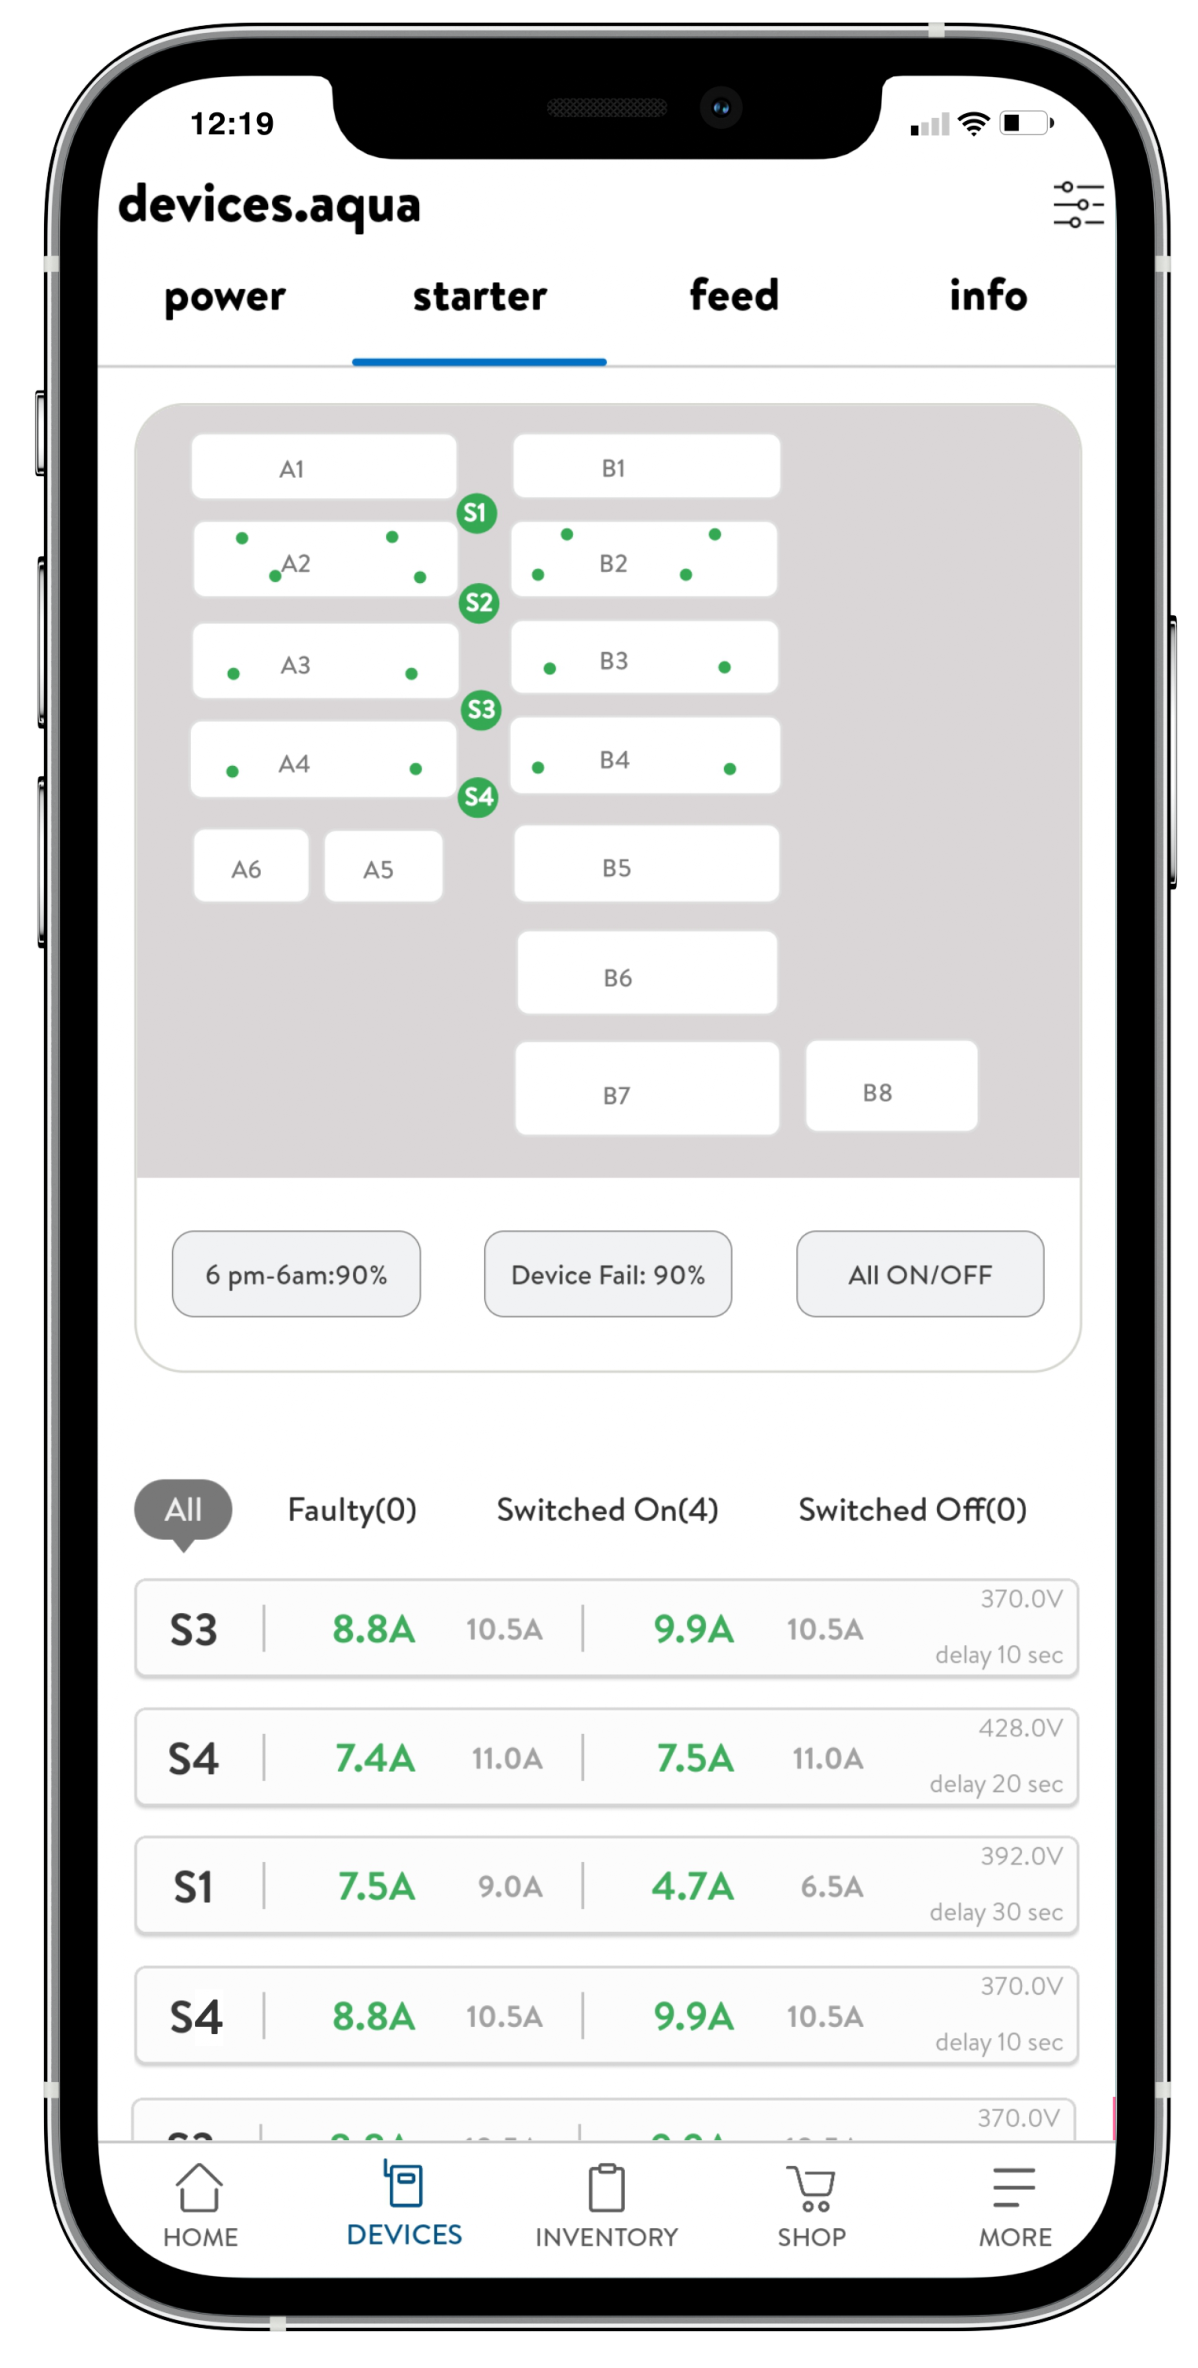 12:19
devices.aqua
power starter feed info
A1 B1
S1
A2 B2
S2
A3 B3
S3
A4 B4
S4
A6 A5 B5
B6
B7 B8
6 pm-6am:90% Device Fail: 90% All ON/OFF
All Faulty(0) Switched On(4) Switched Off(0)
370.0V
S3 8.8A 10.5A 9.9A 10.5A
delay 10 sec
428.0V
S4 7.4A 11.0A 7.5A 11.0A
delay 20 sec
392.0V
S1 7.5A 9.0A 4.7A 6.5A
delay 30 sec
370.0V
S4 8.8A 10.5A 9.9A 10.5A
delay 10 sec
370.0V
HOME DEVICES INVENTORY SHOP MORE